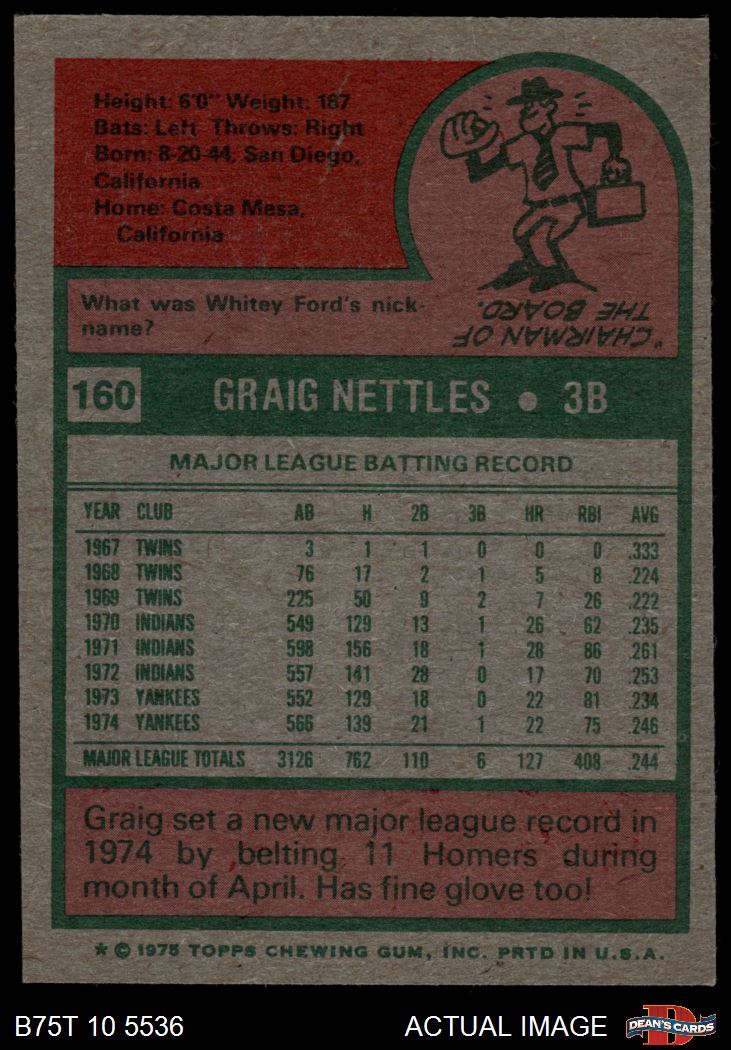 Height: 6'0" Weight: 187
Bats: Left Throws: Right
Born: 8-20-44, San Diego,
California
Home: Costa Mesa,
California
What was Whitey Ford's nick-
name?
"CHAIRMAN OF
THE BOARD.
160 GRAIG NETTLES • 3B
MAJOR LEAGUE BATTING RECORD
YEAR CLUB AB H 2B 3B HR RBI AVG
1967 TWINS 3 1 1 0 0 0 .333
1968 TWINS 76 17 2 1 5 8 .224
1969 TWINS 225 50 9 2 7 26 .222
1970 INDIANS 549 129 13 1 26 62 .235
1971 INDIANS 598 156 18 1 28 86 .261
1972 INDIANS 557 141 28 0 17 70 .253
1973 YANKEES 552 129 18 0 22 81 .234
1974 YANKEES 566 139 21 1 22 75 .246
MAJOR LEAGUE TOTALS 3126 762 110 6 127 408 .244
Graig set a new major league record in
1974 by belting 11 Homers during
month of April. Has fine glove too!
* © 1975 TOPPS CHEWING GUM, INC. PRTD IN U.S.A.
B75T 10 5536 ACTUAL IMAGE DEAN'S CARDS